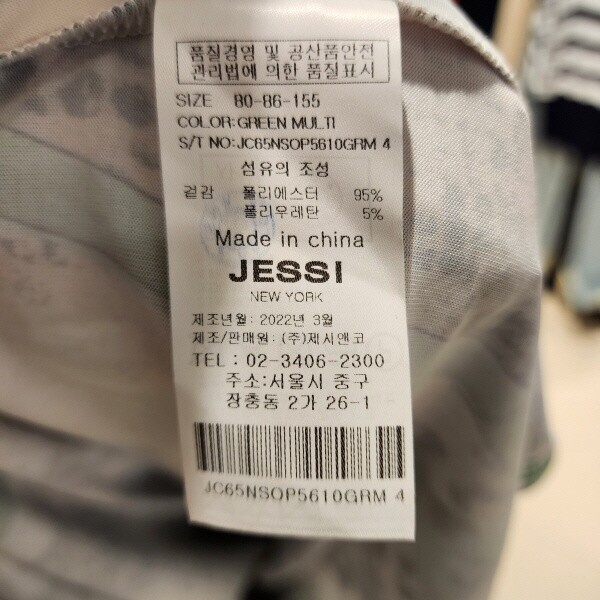 품질경영 및 공산품안전
관리법에 의한 품질표시
SIZE 80-86-155
COLOR:GREEN MULTI
S/T NO:JC65NSOP5610GRM 4
섬유의 조성
겉감 폴리에스터 95%
폴리우레탄 5%
Made in china
JESSI
NEW YORK
제조년월: 2022년 3월
제조/판매원: (주)제시앤코
TEL : 02-3406-2300
주소:서울시 중구
장충동 2가 26-1
JC65NSOP5610GRM 4